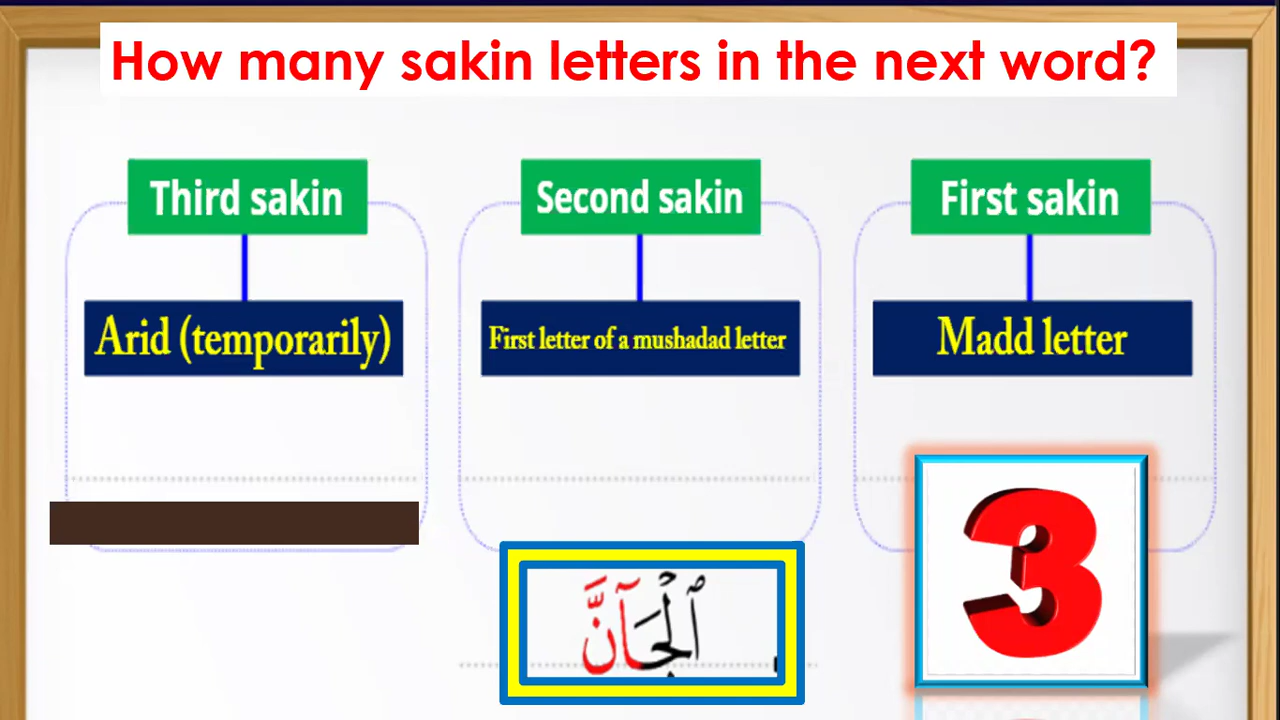 How many sakin letters in the next word?
Third sakin
Second sakin
First sakin
Arid (temporarily)
First letter of a mushadad letter
Madd letter
ٱلْجَآنَّ
3